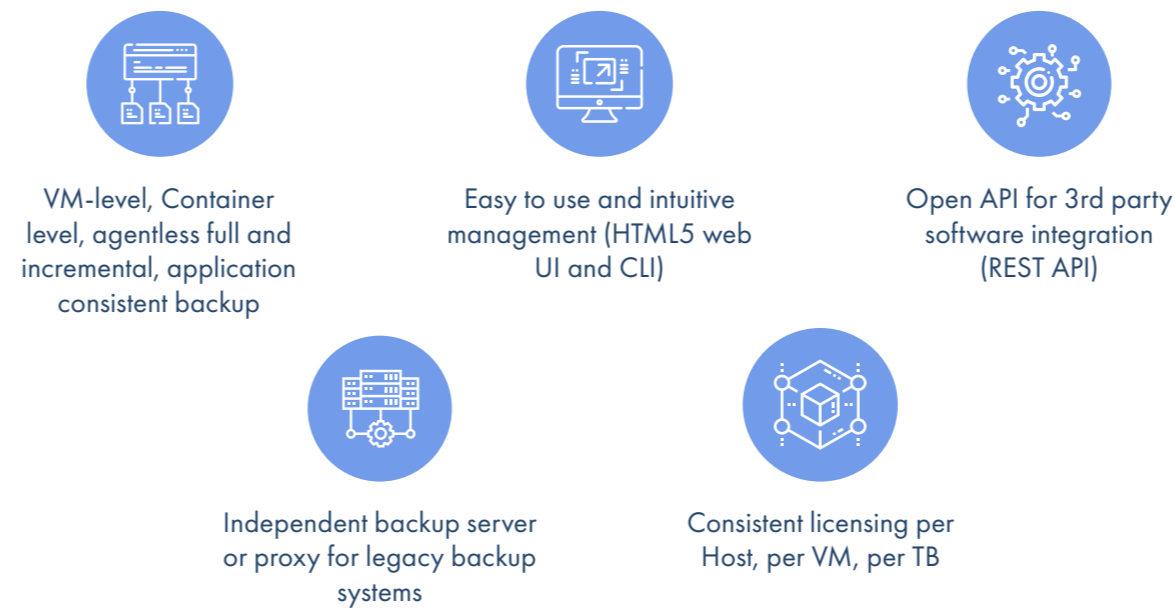 VM-level, Container
level, agentless full and
incremental, application
consistent backup
Easy to use and intuitive
management (HTML5 web
UI and CLI)
Open API for 3rd party
software integration
(REST API)
Independent backup server
or proxy for legacy backup
systems
Consistent licensing per
Host, per VM, per TB